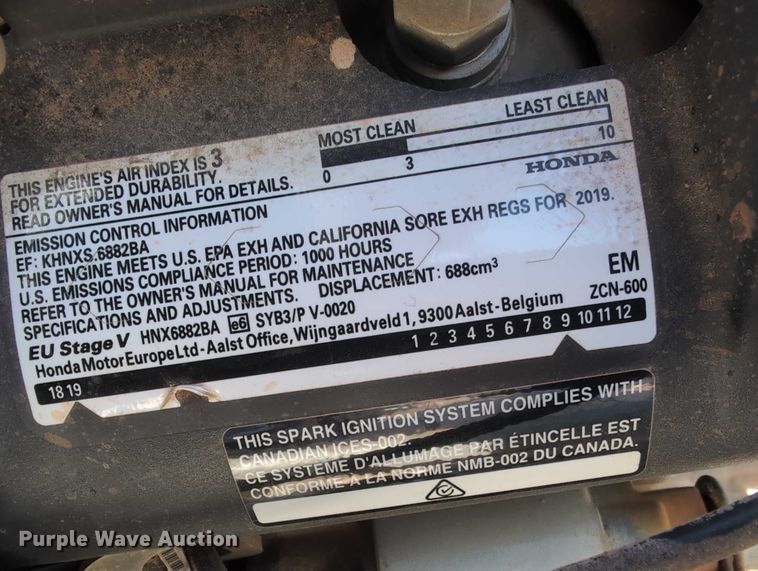 THIS ENGINE'S AIR INDEX IS 3
FOR EXTENDED DURABILITY.
READ OWNER'S MANUAL FOR DETAILS.
MOST CLEAN LEAST CLEAN
0 3 10
HONDA
EMISSION CONTROL INFORMATION
EF: KHNXS.6882BA
THIS ENGINE MEETS U.S. EPA EXH AND CALIFORNIA SORE EXH REGS FOR 2019.
U.S. EMISSIONS COMPLIANCE PERIOD: 1000 HOURS
REFER TO THE OWNER'S MANUAL FOR MAINTENANCE
SPECIFICATIONS AND ADJUSTMENTS. DISPLACEMENT: 688cm³ EM
EU Stage V HNX6882BA e6 SYB3/P V-0020 ZCN-600
Honda Motor Europe Ltd - Aalst Office, Wijngaardveld 1, 9300 Aalst - Belgium
18 19 1 2 3 4 5 6 7 8 9 10 11 12
THIS SPARK IGNITION SYSTEM COMPLIES WITH
CANADIAN ICES-002.
CE SYSTÈME D'ALLUMAGE PAR ÉTINCELLE EST
CONFORME A LA NORME NMB-002 DU CANADA.
Purple Wave Auction